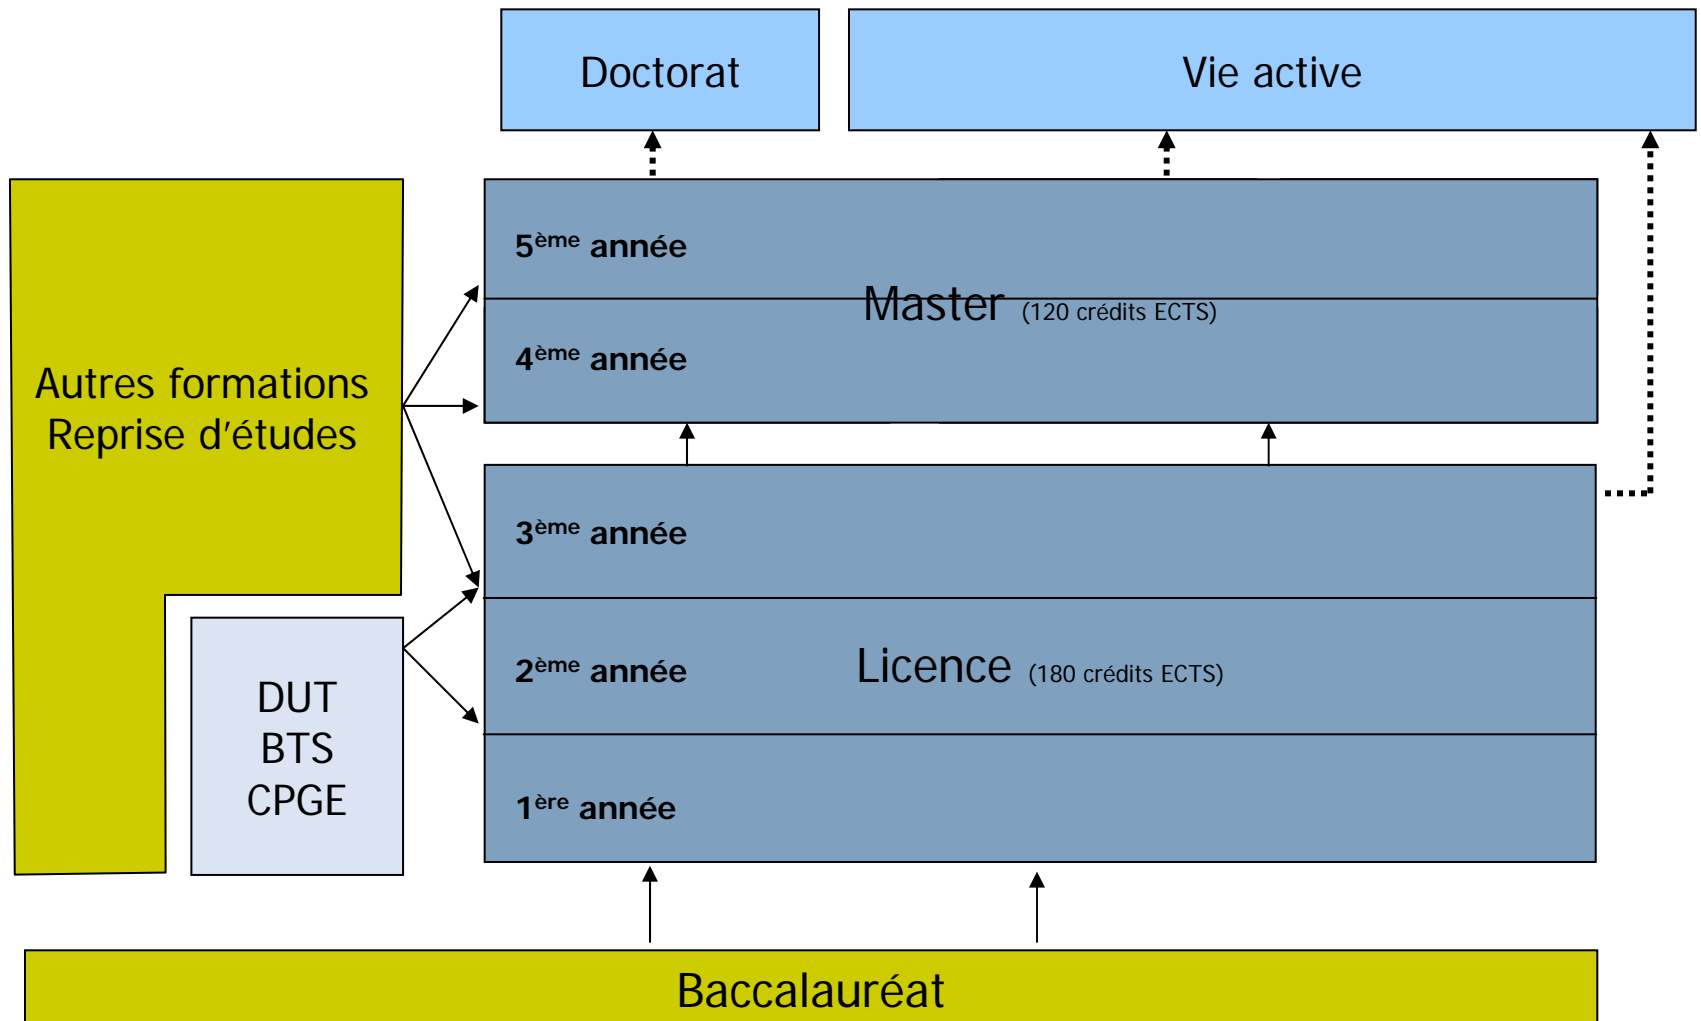 Doctorat
Vie active
5ème année
Master (120 crédits ECTS)
4ème année
Autres formations
Reprise d'études
3ème année
2ème année
Licence (180 crédits ECTS)
DUT
BTS
CPGE
1ère année
Baccalauréat